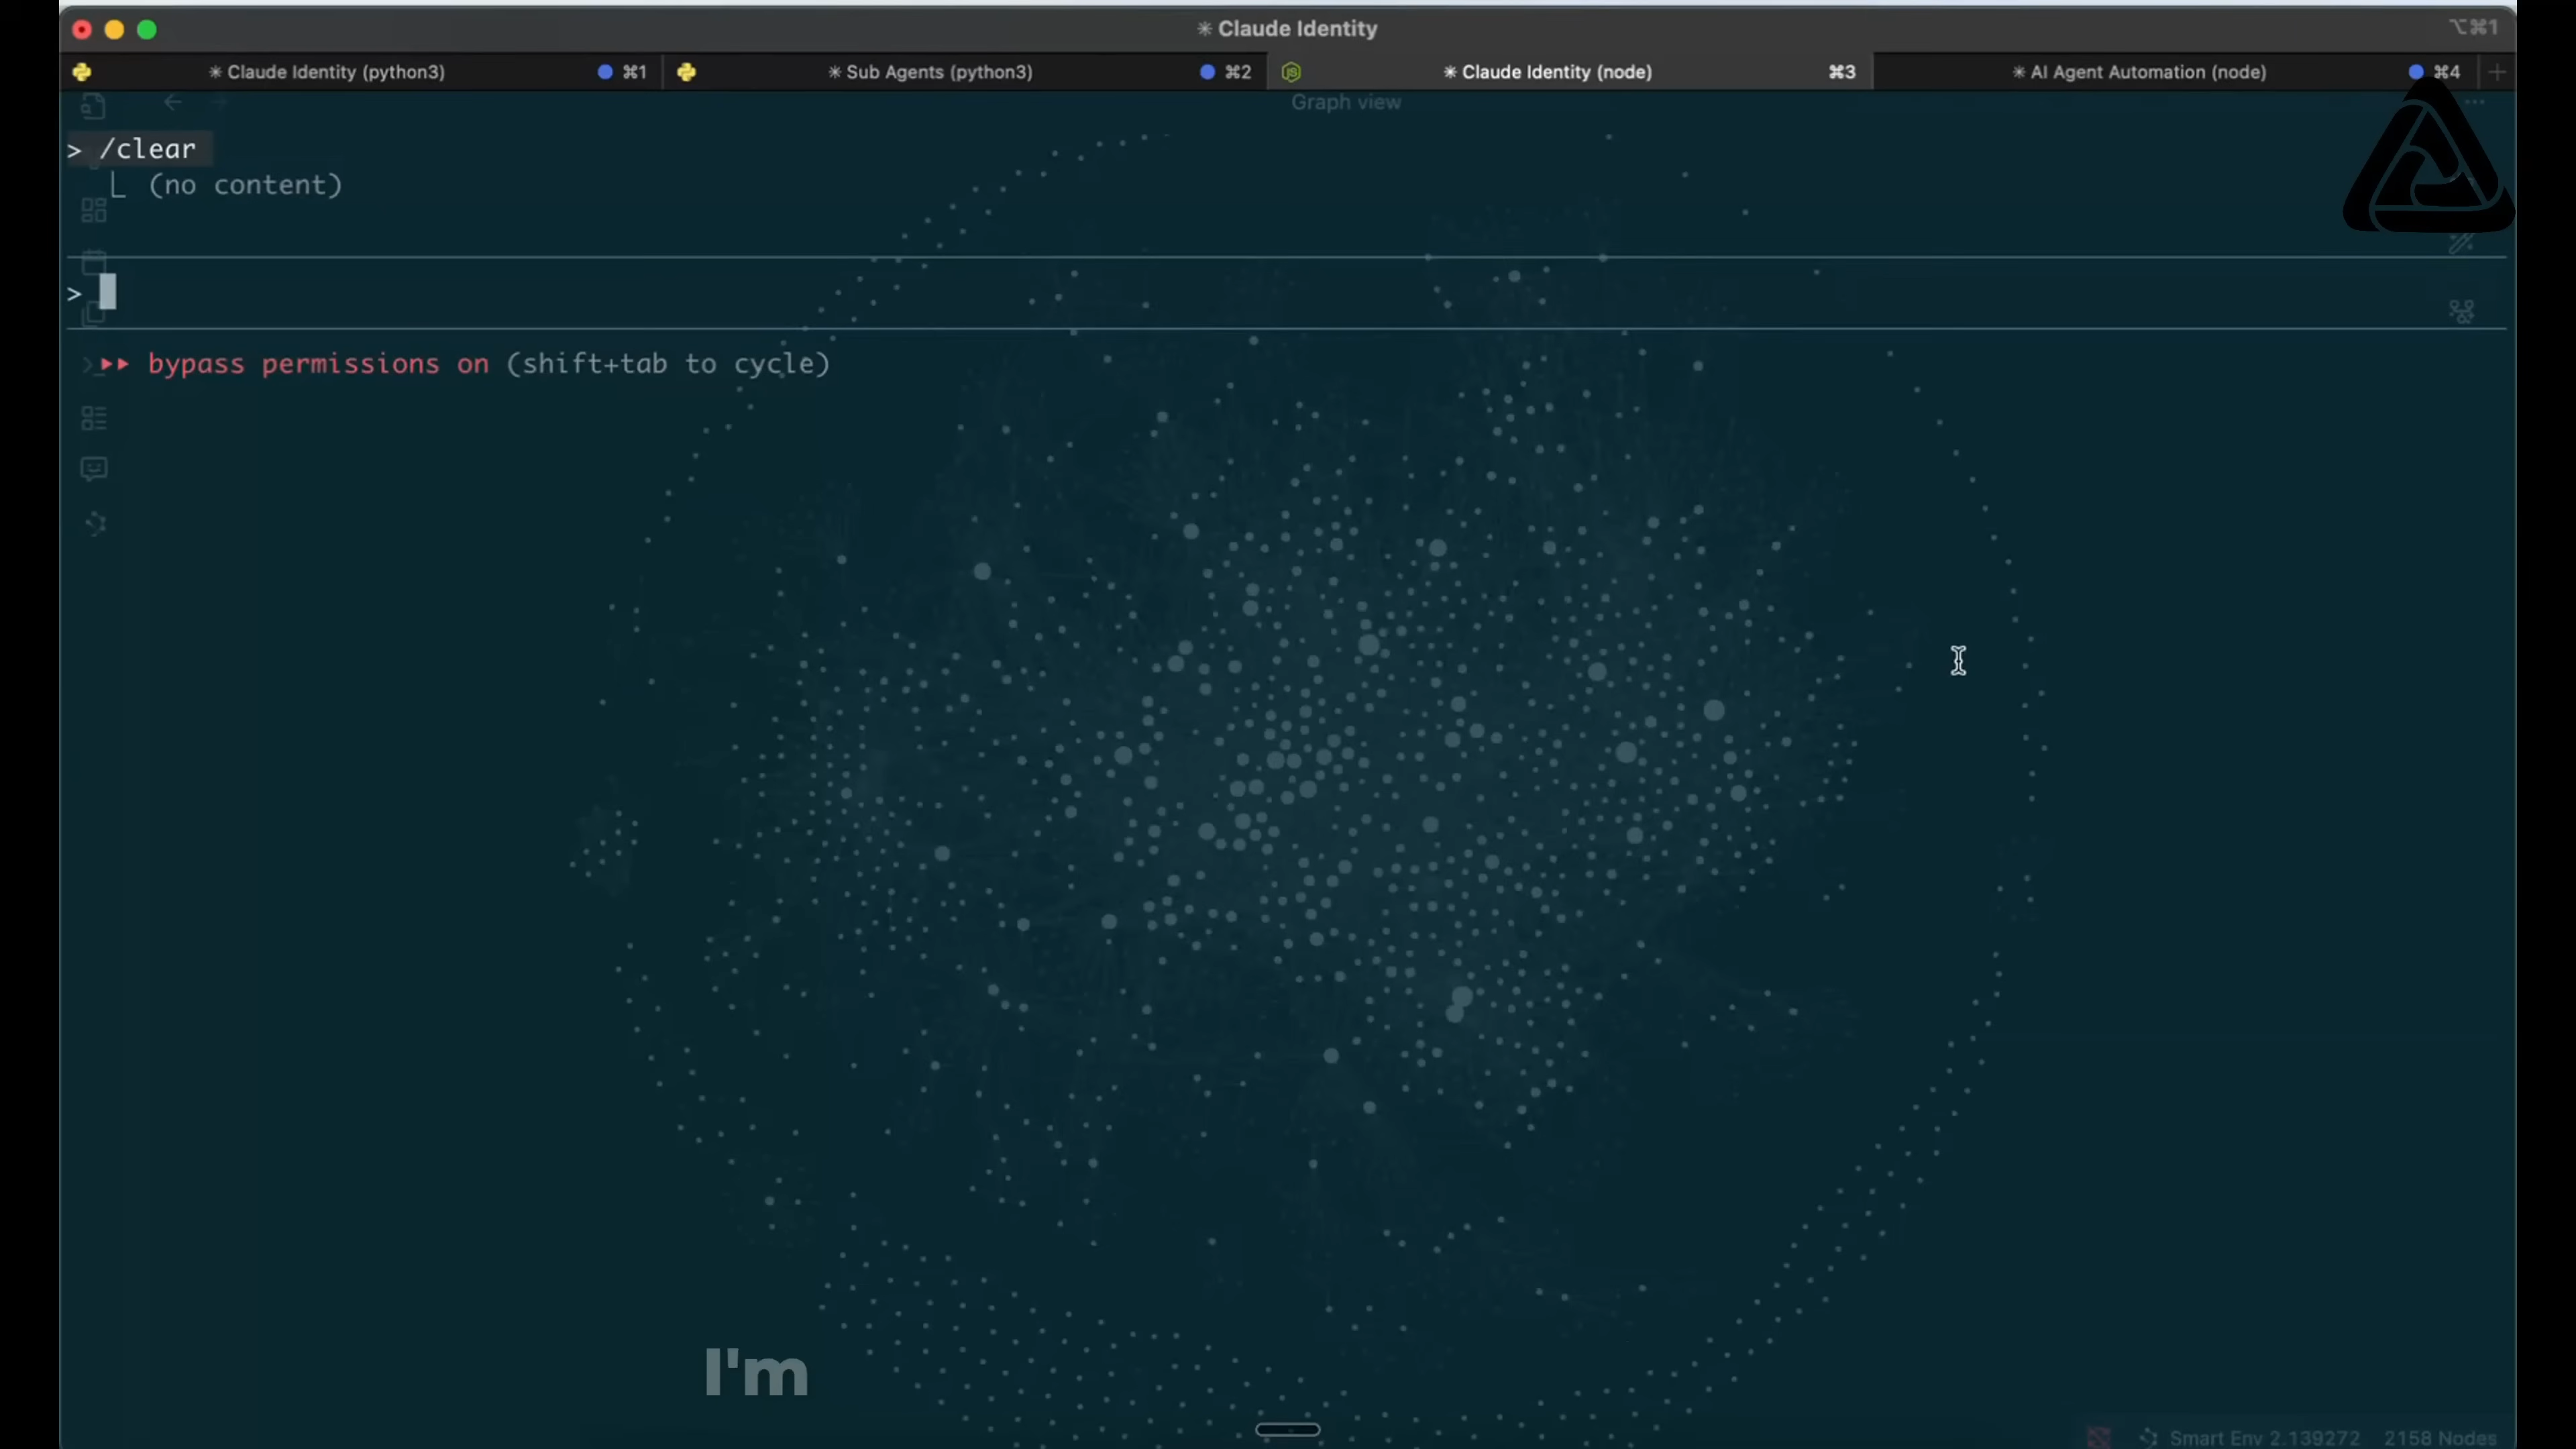 ✳ Claude Identity
⌥⌘1
✳ Claude Identity (python3) ⌘1
✳ Sub Agents (python3) ⌘2
✳ Claude Identity (node) ⌘3
✳ AI Agent Automation (node) ⌘4
Graph view
> /clear
(no content)
>
bypass permissions on (shift+tab to cycle)
I'm
Smart Env 2.139272 2158 Nodes